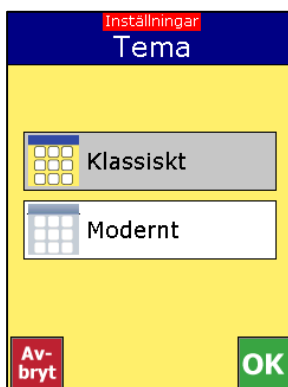 Inställningar
Tema
Klassiskt
Modernt
Av-
bryt
OK